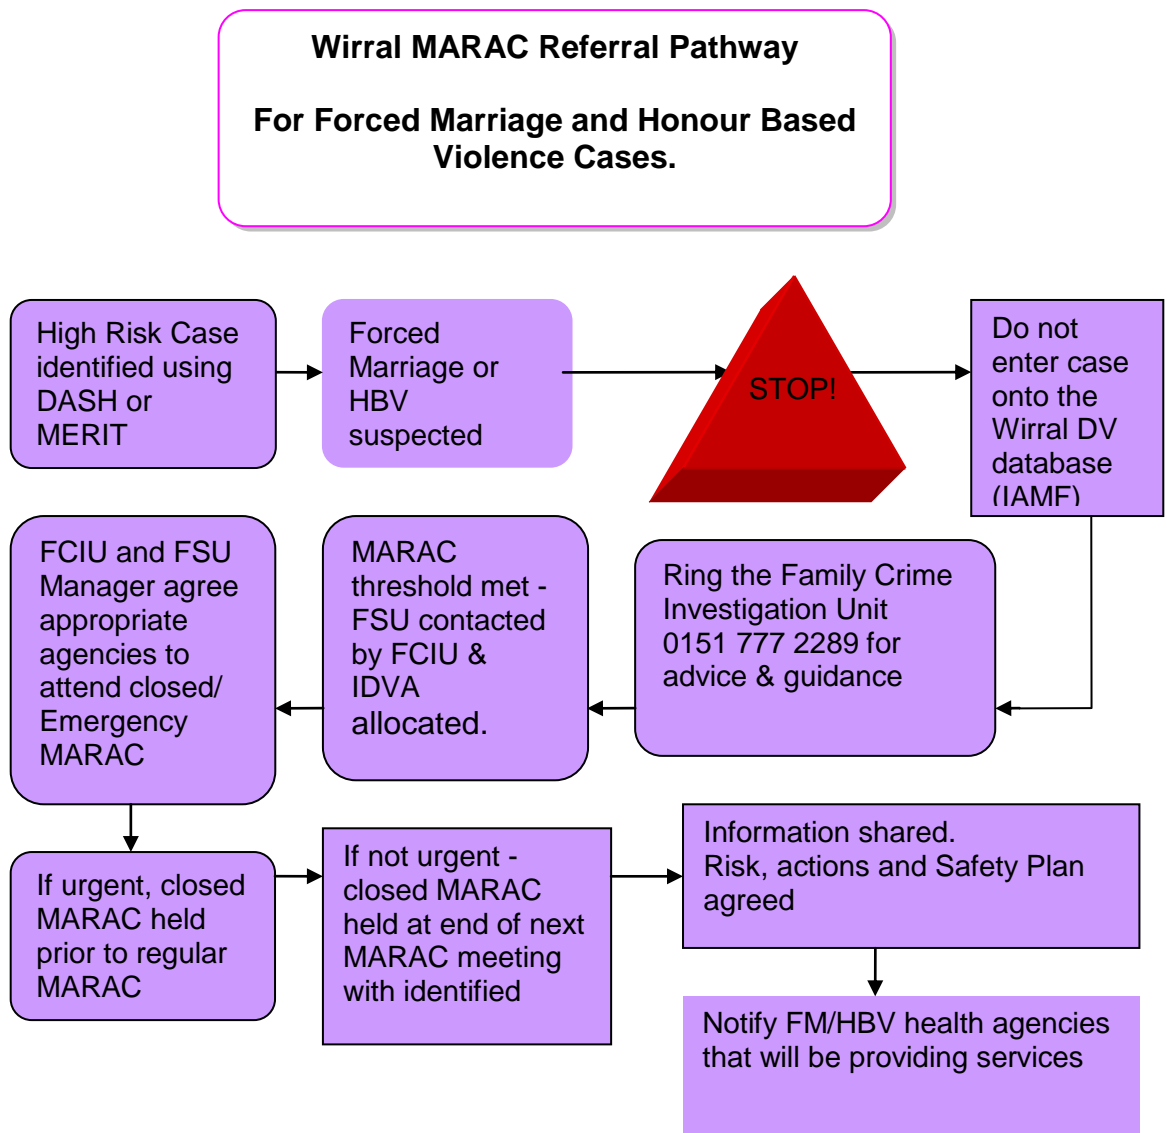 Wirral MARAC Referral Pathway
For Forced Marriage and Honour Based
Violence Cases.
High Risk Case
identified using
DASH or
MERIT
Forced
Marriage or
HBV
suspected
STOP!
Do not
enter case
onto the
Wirral DV
database
(IAMF)
Ring the Family Crime
Investigation Unit
0151 777 2289 for
advice & guidance
MARAC
threshold met -
FSU contacted
by FCIU &
IDVA
allocated.
FCIU and FSU
Manager agree
appropriate
agencies to
attend closed/
Emergency
MARAC
If urgent, closed
MARAC held
prior to regular
MARAC
If not urgent -
closed MARAC
held at end of next
MARAC meeting
with identified
Information shared.
Risk, actions and Safety Plan
agreed
Notify FM/HBV health agencies
that will be providing services